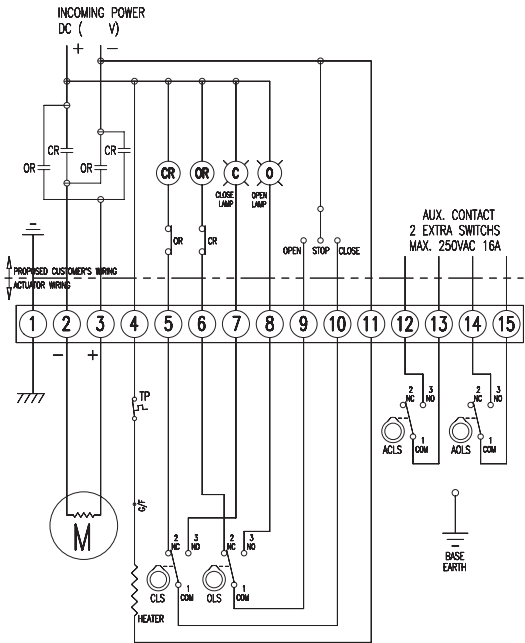 INCOMING POWER
DC ( V)
+ −
CR CR
OR OR
CR OR C O
CLOSE LAMP
OPEN LAMP
OR CR
AUX. CONTACT
2 EXTRA SWITCHS
MAX. 250VAC 16A
OPEN STOP CLOSE
PROPOSED CUSTOMER'S WIRING
ACTUATOR WIRING
1 2 3 4 5 6 7 8 9 10 11 12 13 14 15
− +
TP
2 NC 3 NO 2 NC 3 NO
1 COM 1 COM
ACLS AOLS
G/F
M
2 NC 3 NO 2 NC 3 NO
CLS 1 COM OLS 1 COM
HEATER
BASE
EARTH